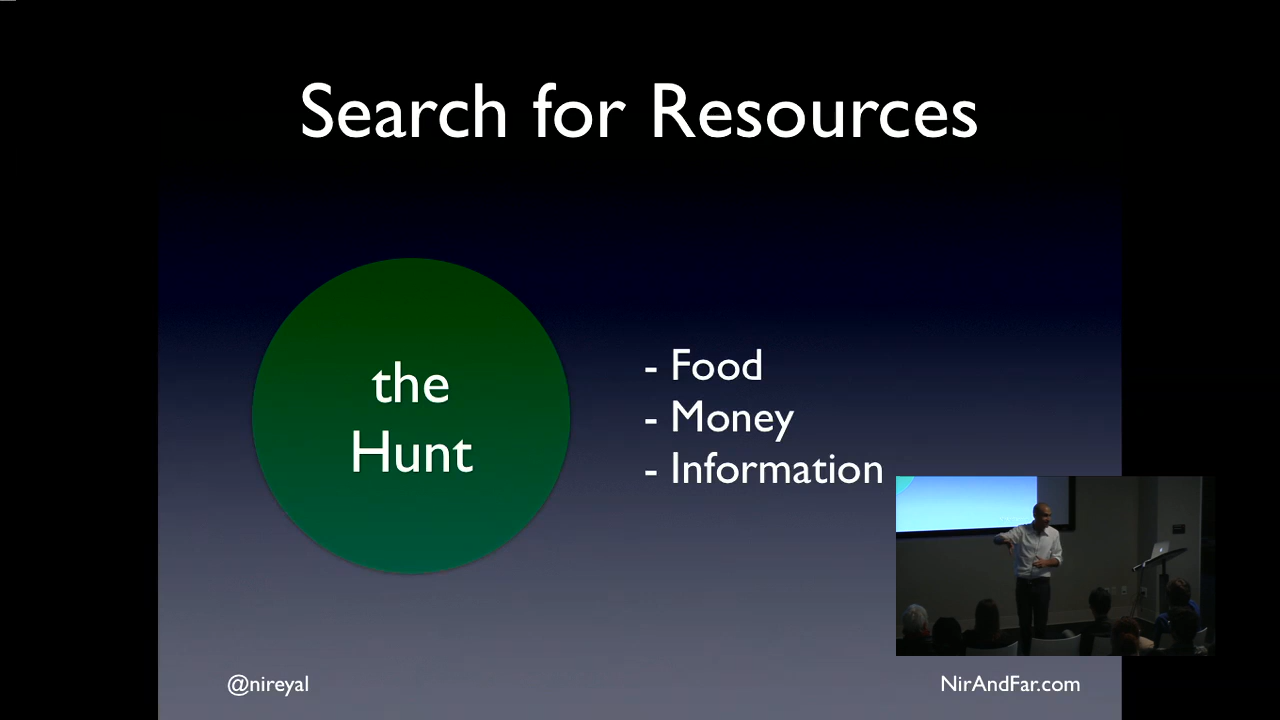 Search for Resources
the
Hunt
- Food
- Money
- Information
@nireyal
NirAndFar.com